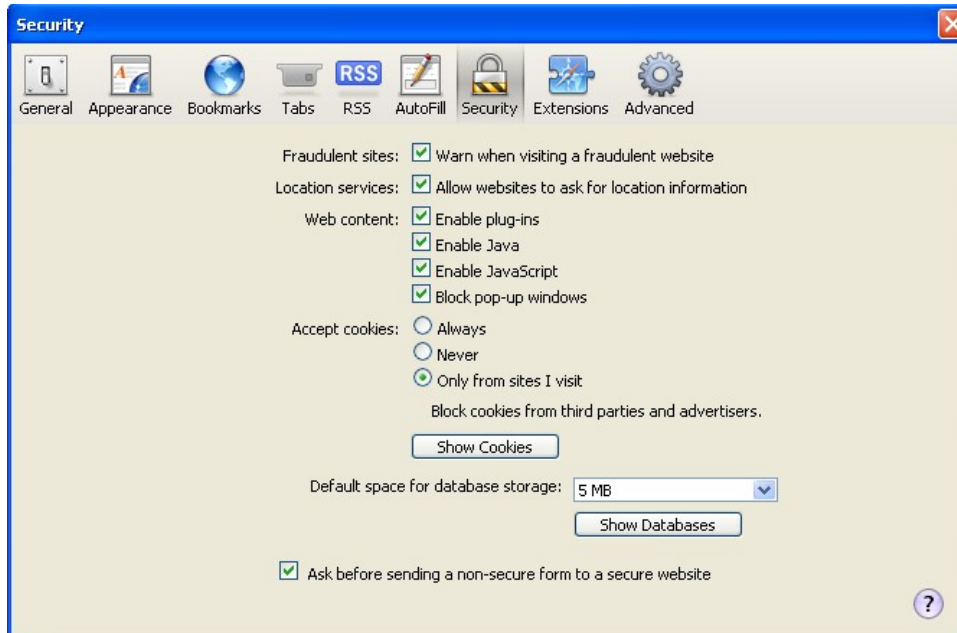 Security
General Appearance Bookmarks Tabs RSS RSS AutoFill Security Extensions Advanced
Fraudulent sites: Warn when visiting a fraudulent website
Location services: Allow websites to ask for location information
Web content: Enable plug-ins
Enable Java
Enable JavaScript
Block pop-up windows
Accept cookies: Always
Never
Only from sites I visit
Block cookies from third parties and advertisers.
Show Cookies
Default space for database storage: 5 MB
Show Databases
Ask before sending a non-secure form to a secure website
?